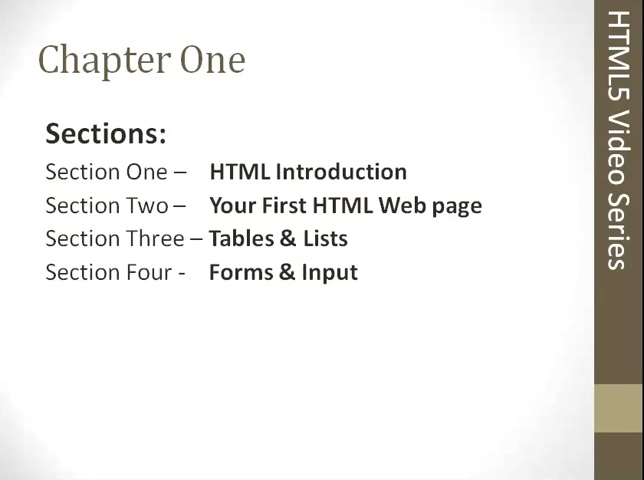 Chapter One
Sections:
Section One – HTML Introduction
Section Two – Your First HTML Web page
Section Three – Tables & Lists
Section Four - Forms & Input
HTML5 Video Series